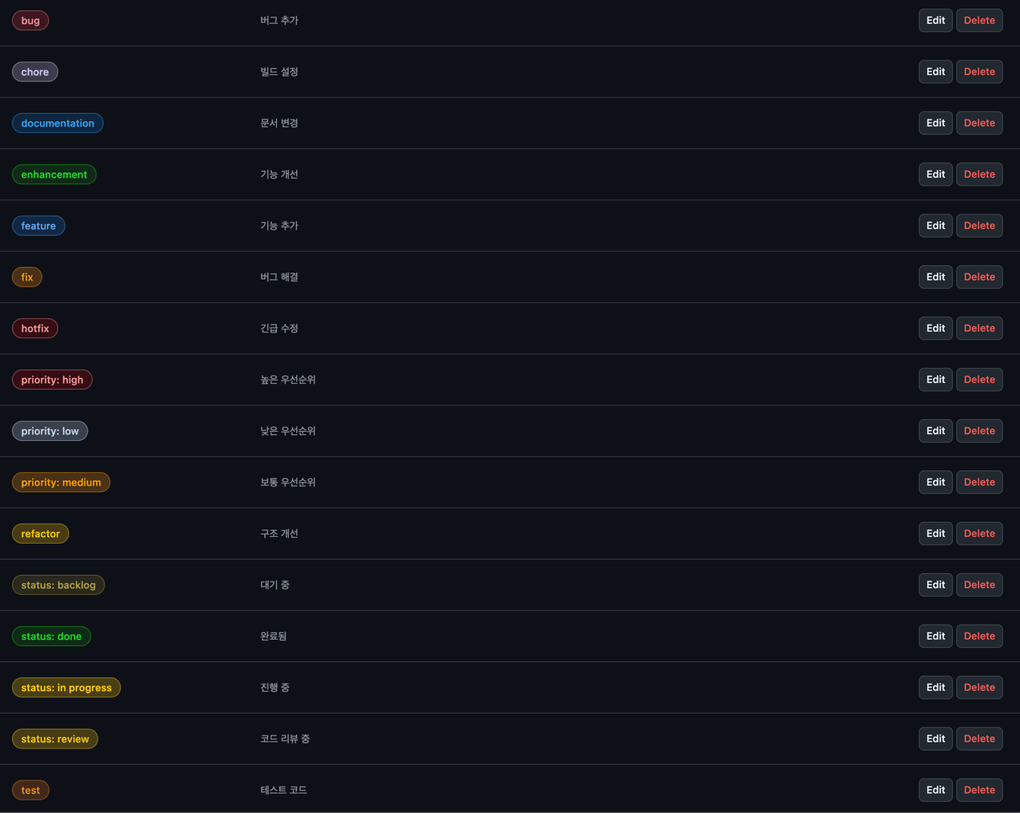 bug 버그 추가 Edit Delete
chore 빌드 설정 Edit Delete
documentation 문서 변경 Edit Delete
enhancement 기능 개선 Edit Delete
feature 기능 추가 Edit Delete
fix 버그 해결 Edit Delete
hotfix 긴급 수정 Edit Delete
priority: high 높은 우선순위 Edit Delete
priority: low 낮은 우선순위 Edit Delete
priority: medium 보통 우선순위 Edit Delete
refactor 구조 개선 Edit Delete
status: backlog 대기 중 Edit Delete
status: done 완료됨 Edit Delete
status: in progress 진행 중 Edit Delete
status: review 코드 리뷰 중 Edit Delete
test 테스트 코드 Edit Delete